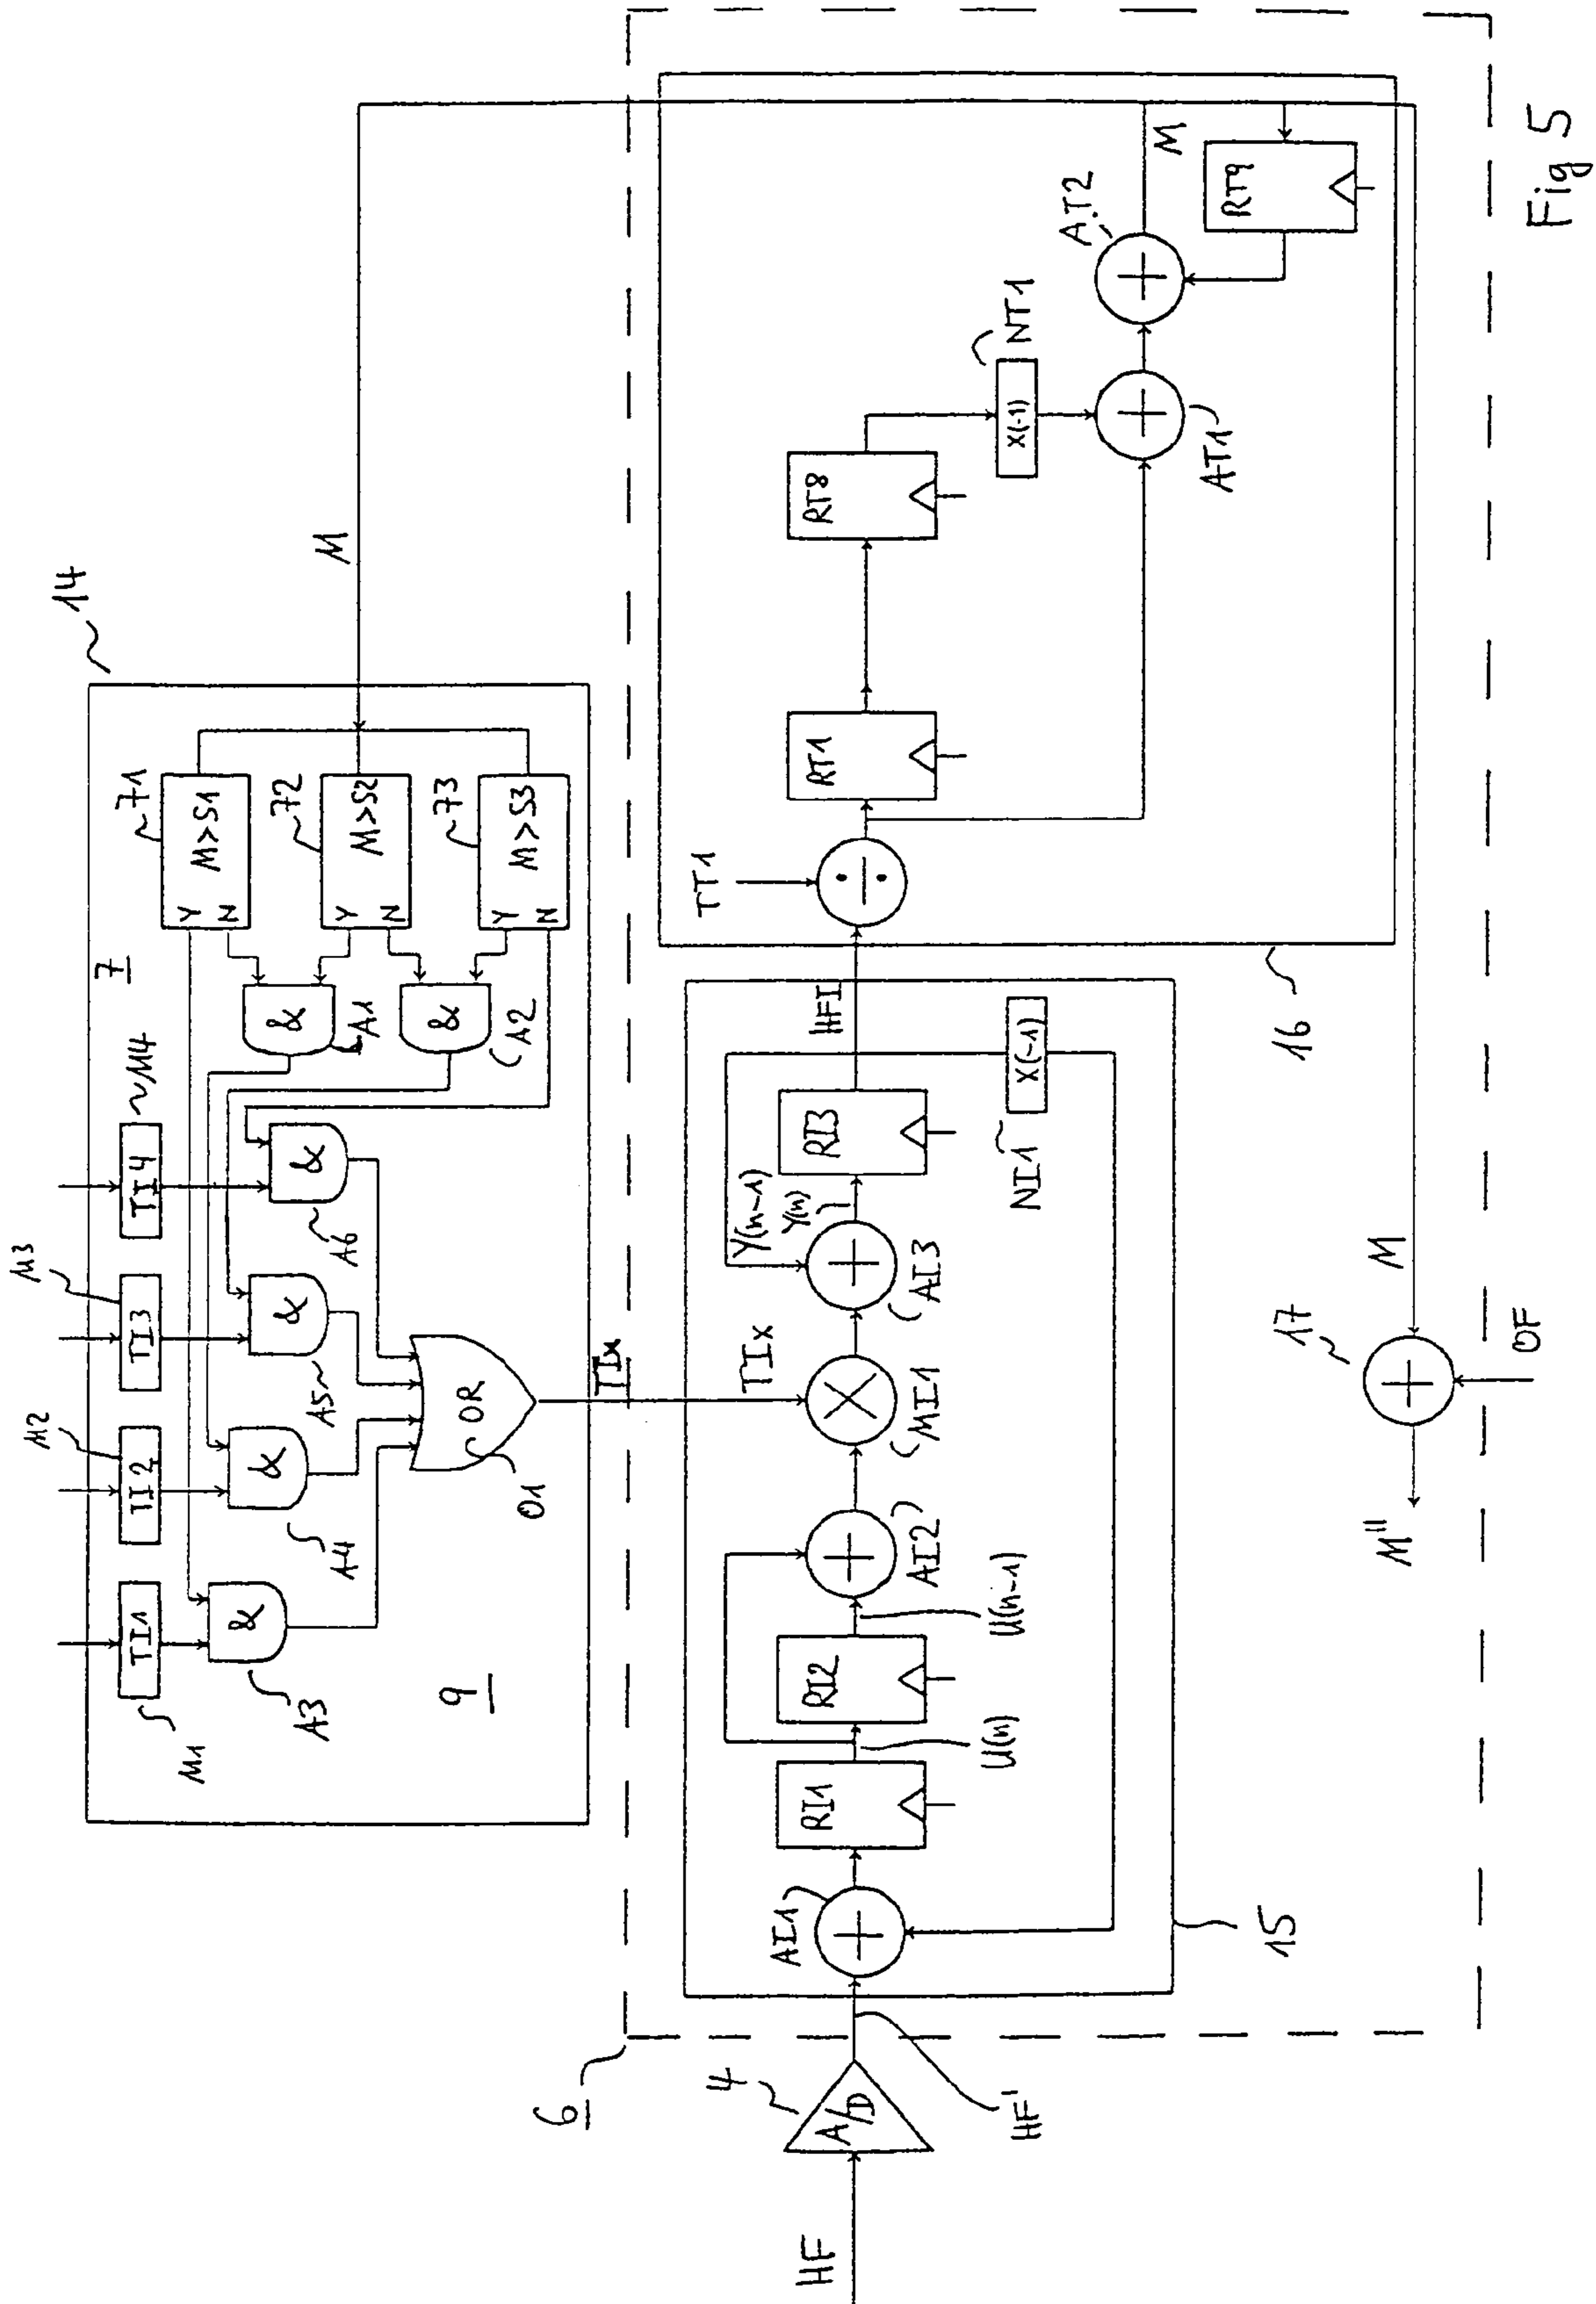 14
7
9
M1
M2
M3
M4
TI1
TI2
TI3
TI4
71
M>S1
Y
N
72
M>S2
Y
N
73
M>S3
Y
N
&
A1
&
A2
&
A3
&
A4
&
A5
&
A6
OR
O1
TIx
M
6
HF
4
A/D
HF'
15
AI1
+
RI1
U(n)
RI2
U(n-1)
AI2
+
TIx
MI1
×
AI3
+
Y(n-1)
Y(n)
RI3
NI1
X(-1)
HFI
16
TT1
÷
RT1
RT8
NT1
X(-1)
AT1
+
AT2
+
M
RT9
M
17
+
OF
M"
Fig 5